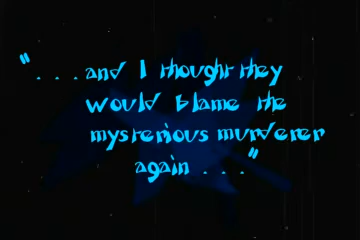 ". . . and I thought they
would blame the
mysterious murderer
again . . ."